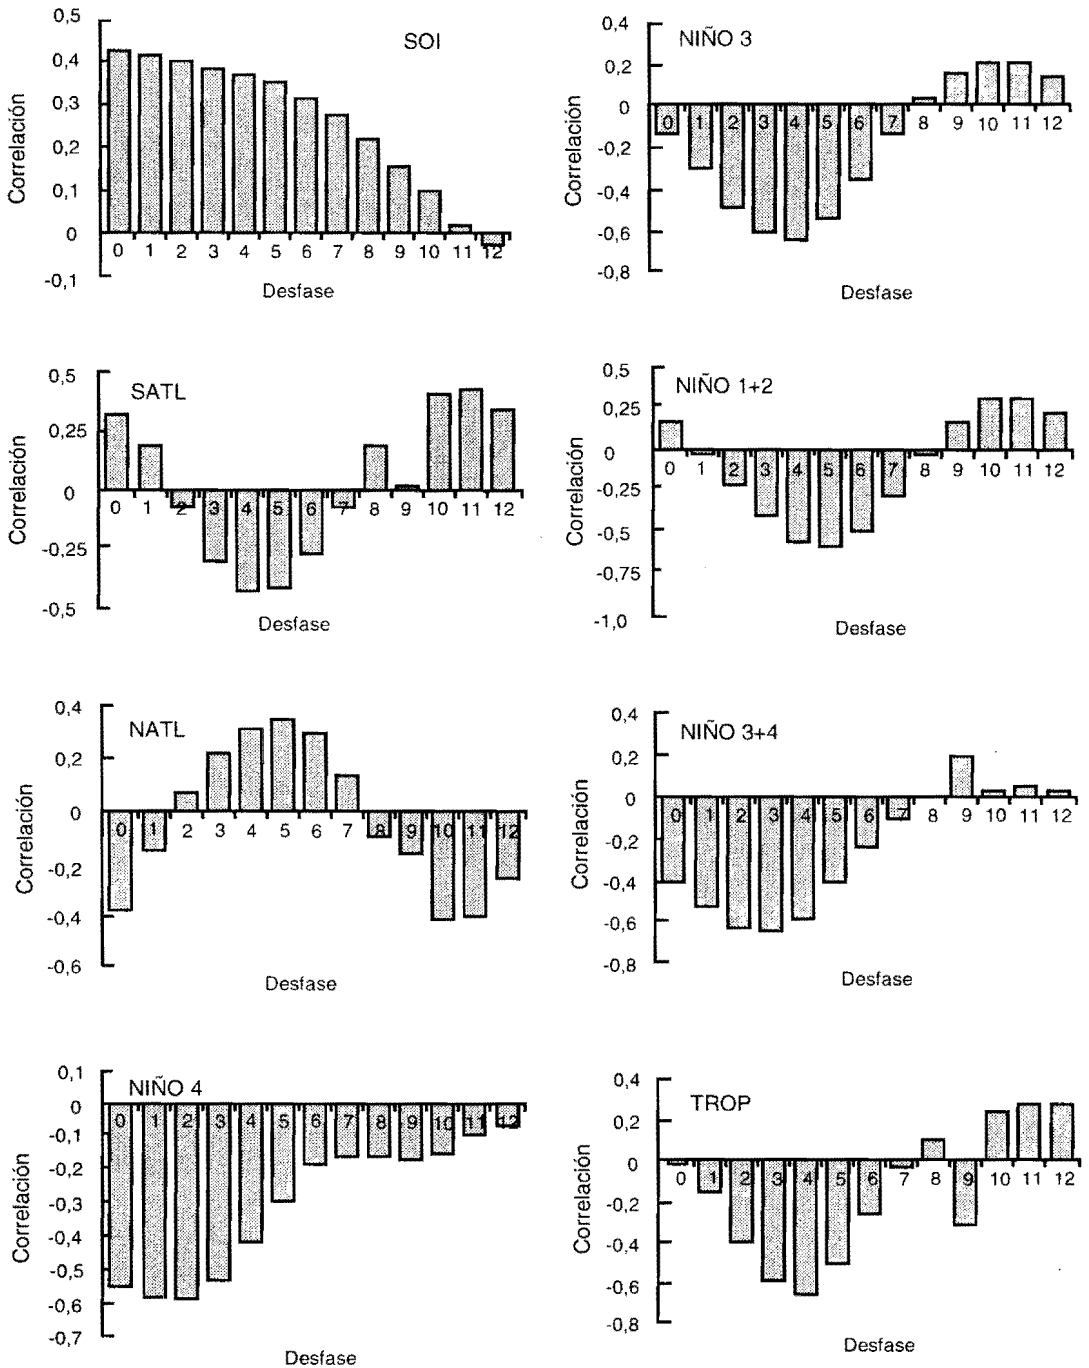 SOI
Correlación
0,5
0,4
0,3
0,2
0,1
0
-0,1
0 1 2 3 4 5 6 7 8 9 10 11 12
Desfase
NIÑO 3
Correlación
0,4
0,2
0
-0,2
-0,4
-0,6
-0,8
0 1 2 3 4 5 6 7 8 9 10 11 12
Desfase
SATL
Correlación
0,5
0,25
0
-0,25
-0,5
0 1 2 3 4 5 6 7 8 9 10 11 12
Desfase
NIÑO 1+2
Correlación
0,5
0,25
0
-0,25
-0,5
-0,75
-1,0
0 1 2 3 4 5 6 7 8 9 10 11 12
Desfase
NATL
Correlación
0,4
0,2
0
-0,2
-0,4
-0,6
0 1 2 3 4 5 6 7 8 9 10 11 12
Desfase
NIÑO 3+4
Correlación
0,4
0,2
0
-0,2
-0,4
-0,6
-0,8
0 1 2 3 4 5 6 7 8 9 10 11 12
Desfase
NIÑO 4
Correlación
0,1
0
-0,1
-0,2
-0,3
-0,4
-0,5
-0,6
-0,7
0 1 2 3 4 5 6 7 8 9 10 11 12
Desfase
TROP
Correlación
0,4
0,2
0
-0,2
-0,4
-0,6
-0,8
0 1 2 3 4 5 6 7 8 9 10 11 12
Desfase